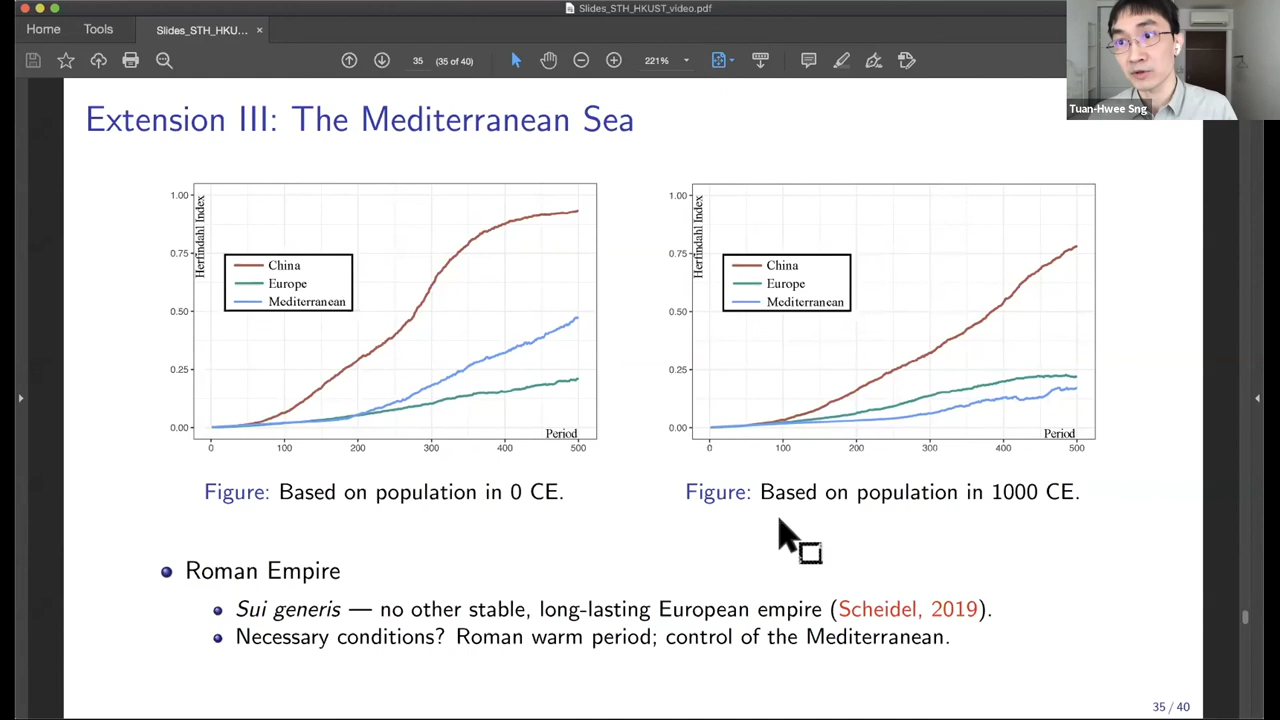 Slides_STH_HKUST_video.pdf
Home Tools Slides_STH_HKU... ×
35 (35 of 40) 221%
Tuan-Hwee Sng
Extension III: The Mediterranean Sea
1.00
0.75
0.50
0.25
0.00
Herfindahl Index
China
Europe
Mediterranean
Period
0 100 200 300 400 500
Figure: Based on population in 0 CE.
1.00
0.75
0.50
0.25
0.00
Herfindahl Index
China
Europe
Mediterranean
Period
0 100 200 300 400 500
Figure: Based on population in 1000 CE.
Roman Empire
Sui generis — no other stable, long-lasting European empire (Scheidel, 2019).
Necessary conditions? Roman warm period; control of the Mediterranean.
35 / 40